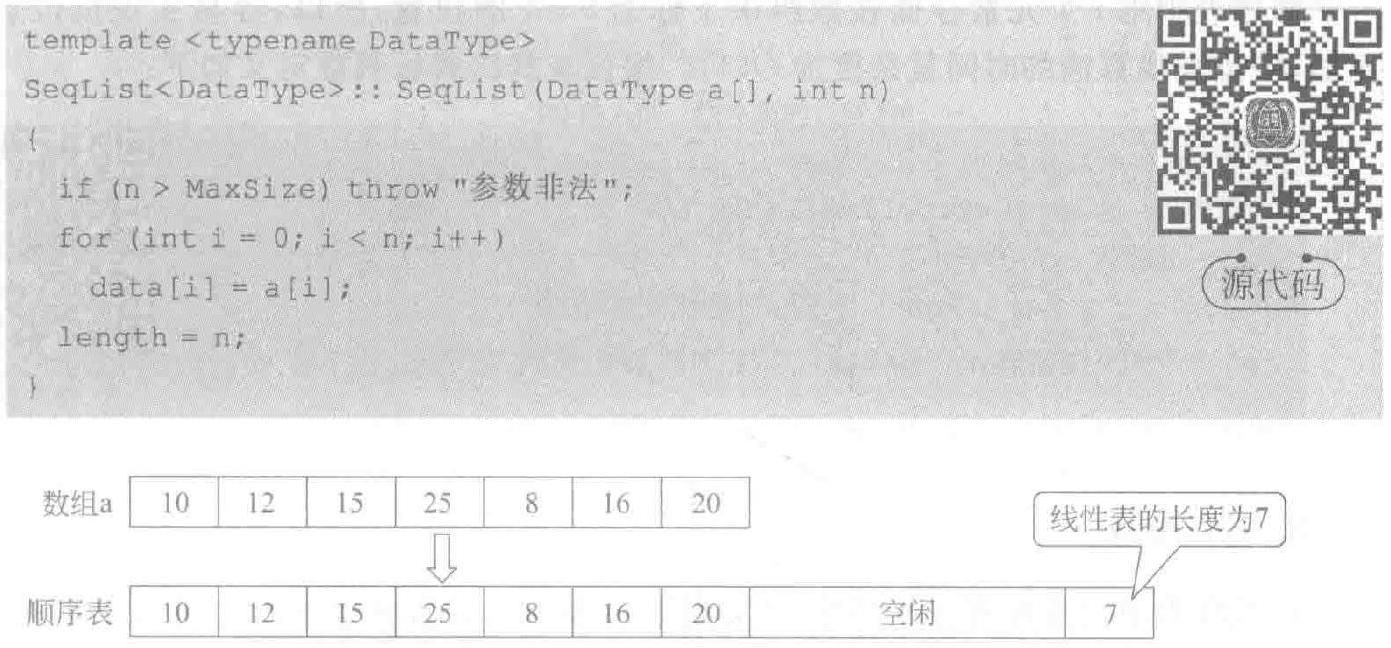 template <typename DataType>
SeqList<DataType>:: SeqList(DataType a[], int n)
{
if (n > MaxSize) throw "参数非法";
for (int i = 0; i < n; i++)
data[i] = a[i];
length = n;
}
源代码
数组a 10 12 15 25 8 16 20
线性表的长度为7
顺序表 10 12 15 25 8 16 20 空闲 7